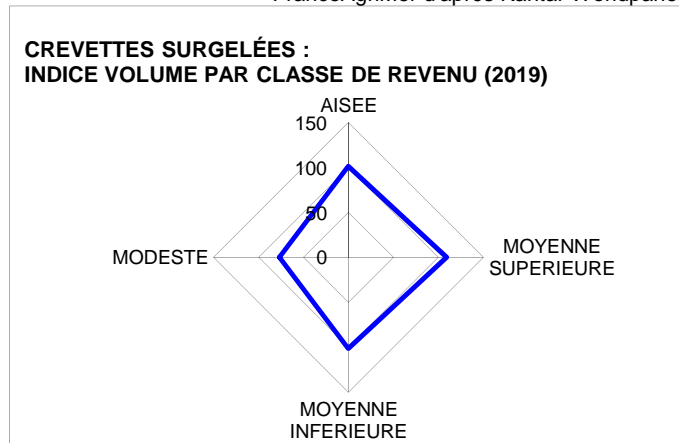 CREVETTES SURGELÉES :
INDICE VOLUME PAR CLASSE DE REVENU (2019)
AISEE
150
100
50
0
MODESTE
MOYENNE
SUPERIEURE
MOYENNE
INFERIEURE